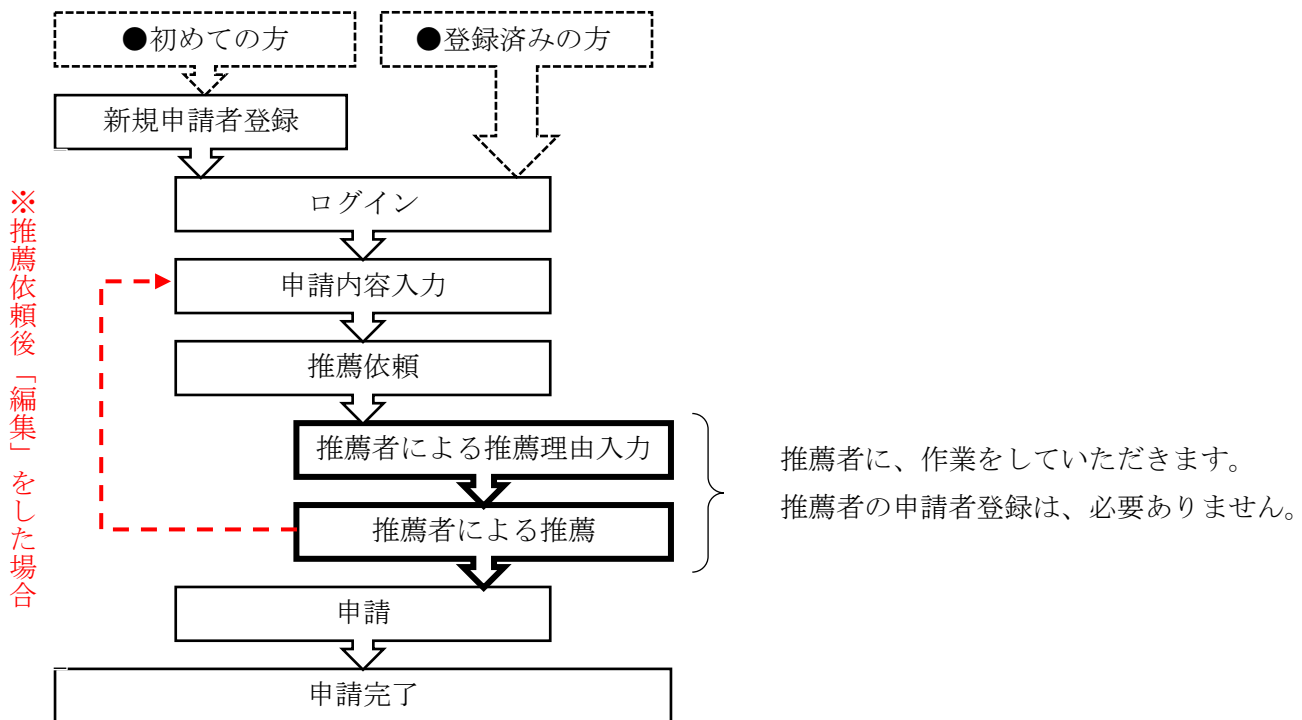 ●初めての方
●登録済みの方
新規申請者登録
ログイン
申請内容入力
推薦依頼
推薦者による推薦理由入力
推薦者による推薦
申請
申請完了
※推薦依頼後「編集」をした場合
推薦者に、作業をしていただきます。
推薦者の申請者登録は、必要ありません。